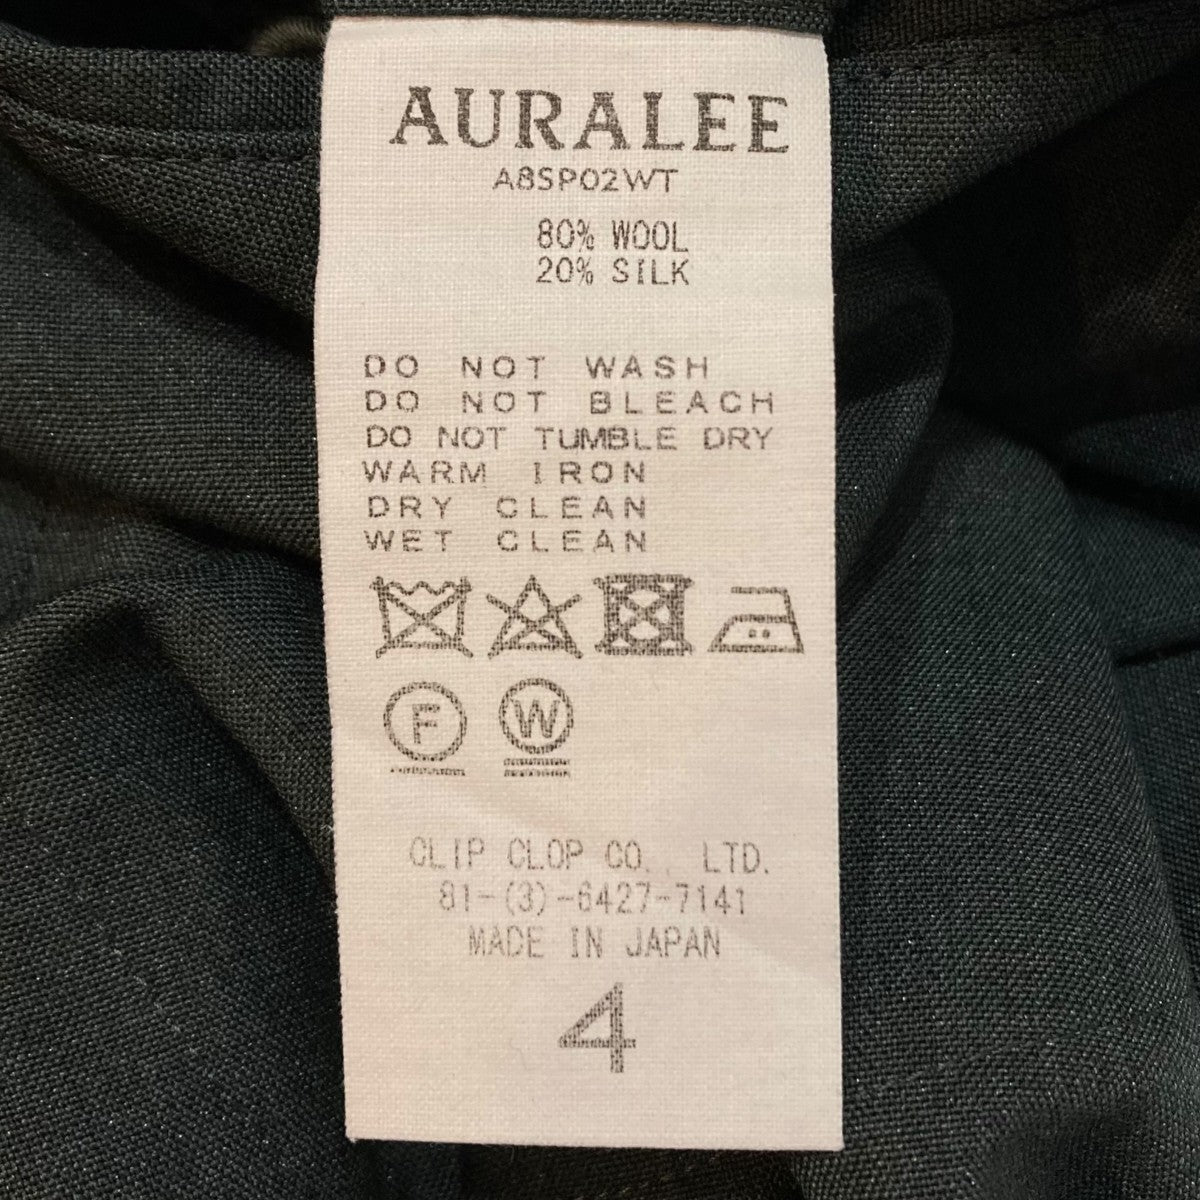 AURALEE
A8SP02WT
80% WOOL
20% SILK
DO NOT WASH
DO NOT BLEACH
DO NOT TUMBLE DRY
WARM IRON
DRY CLEAN
WET CLEAN
F W
CLIP CLOP CO., LTD.
81-(3)-6427-7141
MADE IN JAPAN
4